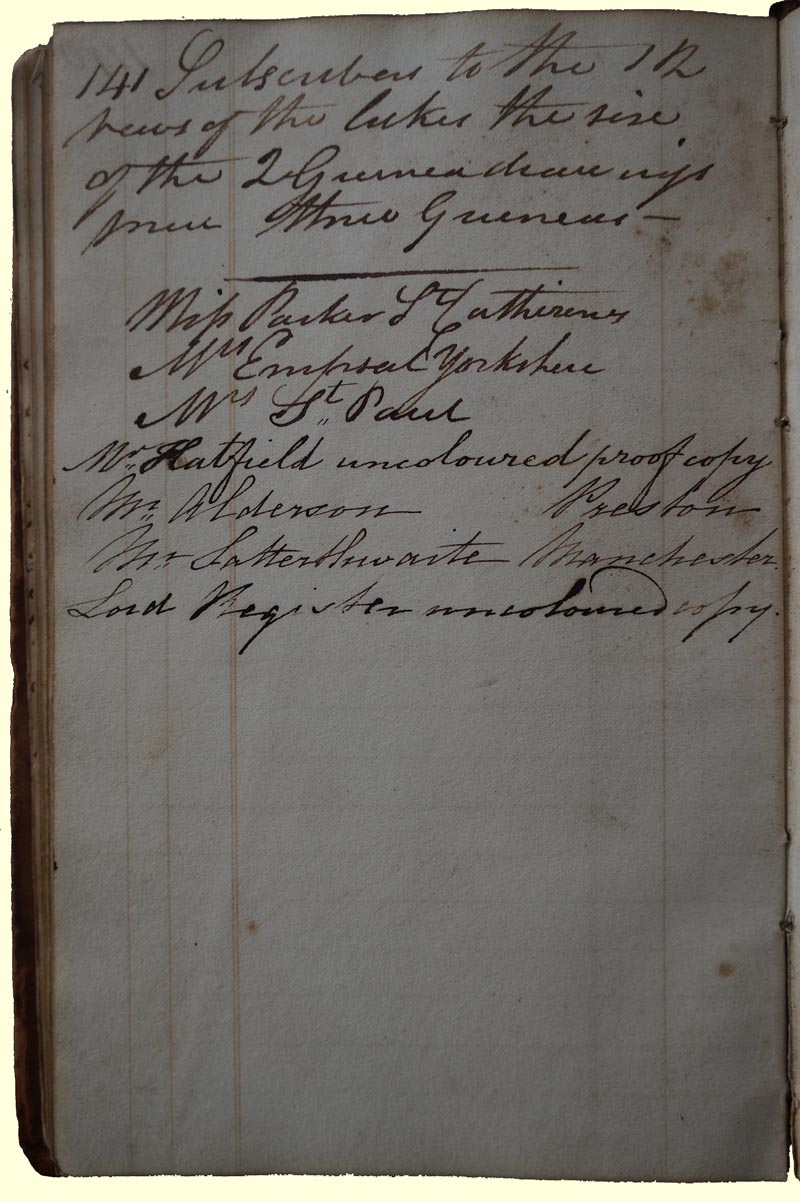 141 Subscribers to the 12
views of the lakes the sise
of the 2 Guinea drawings
price three Guineas —
Miss Parker St Catherines
Mrs Empsal Yorkshire
Mrs St Paul
Mr Hatfield uncoloured proof copy
Mr Alderson Preston
Mr Satterthwaite Manchester.
Lord Register uncoloured copy.